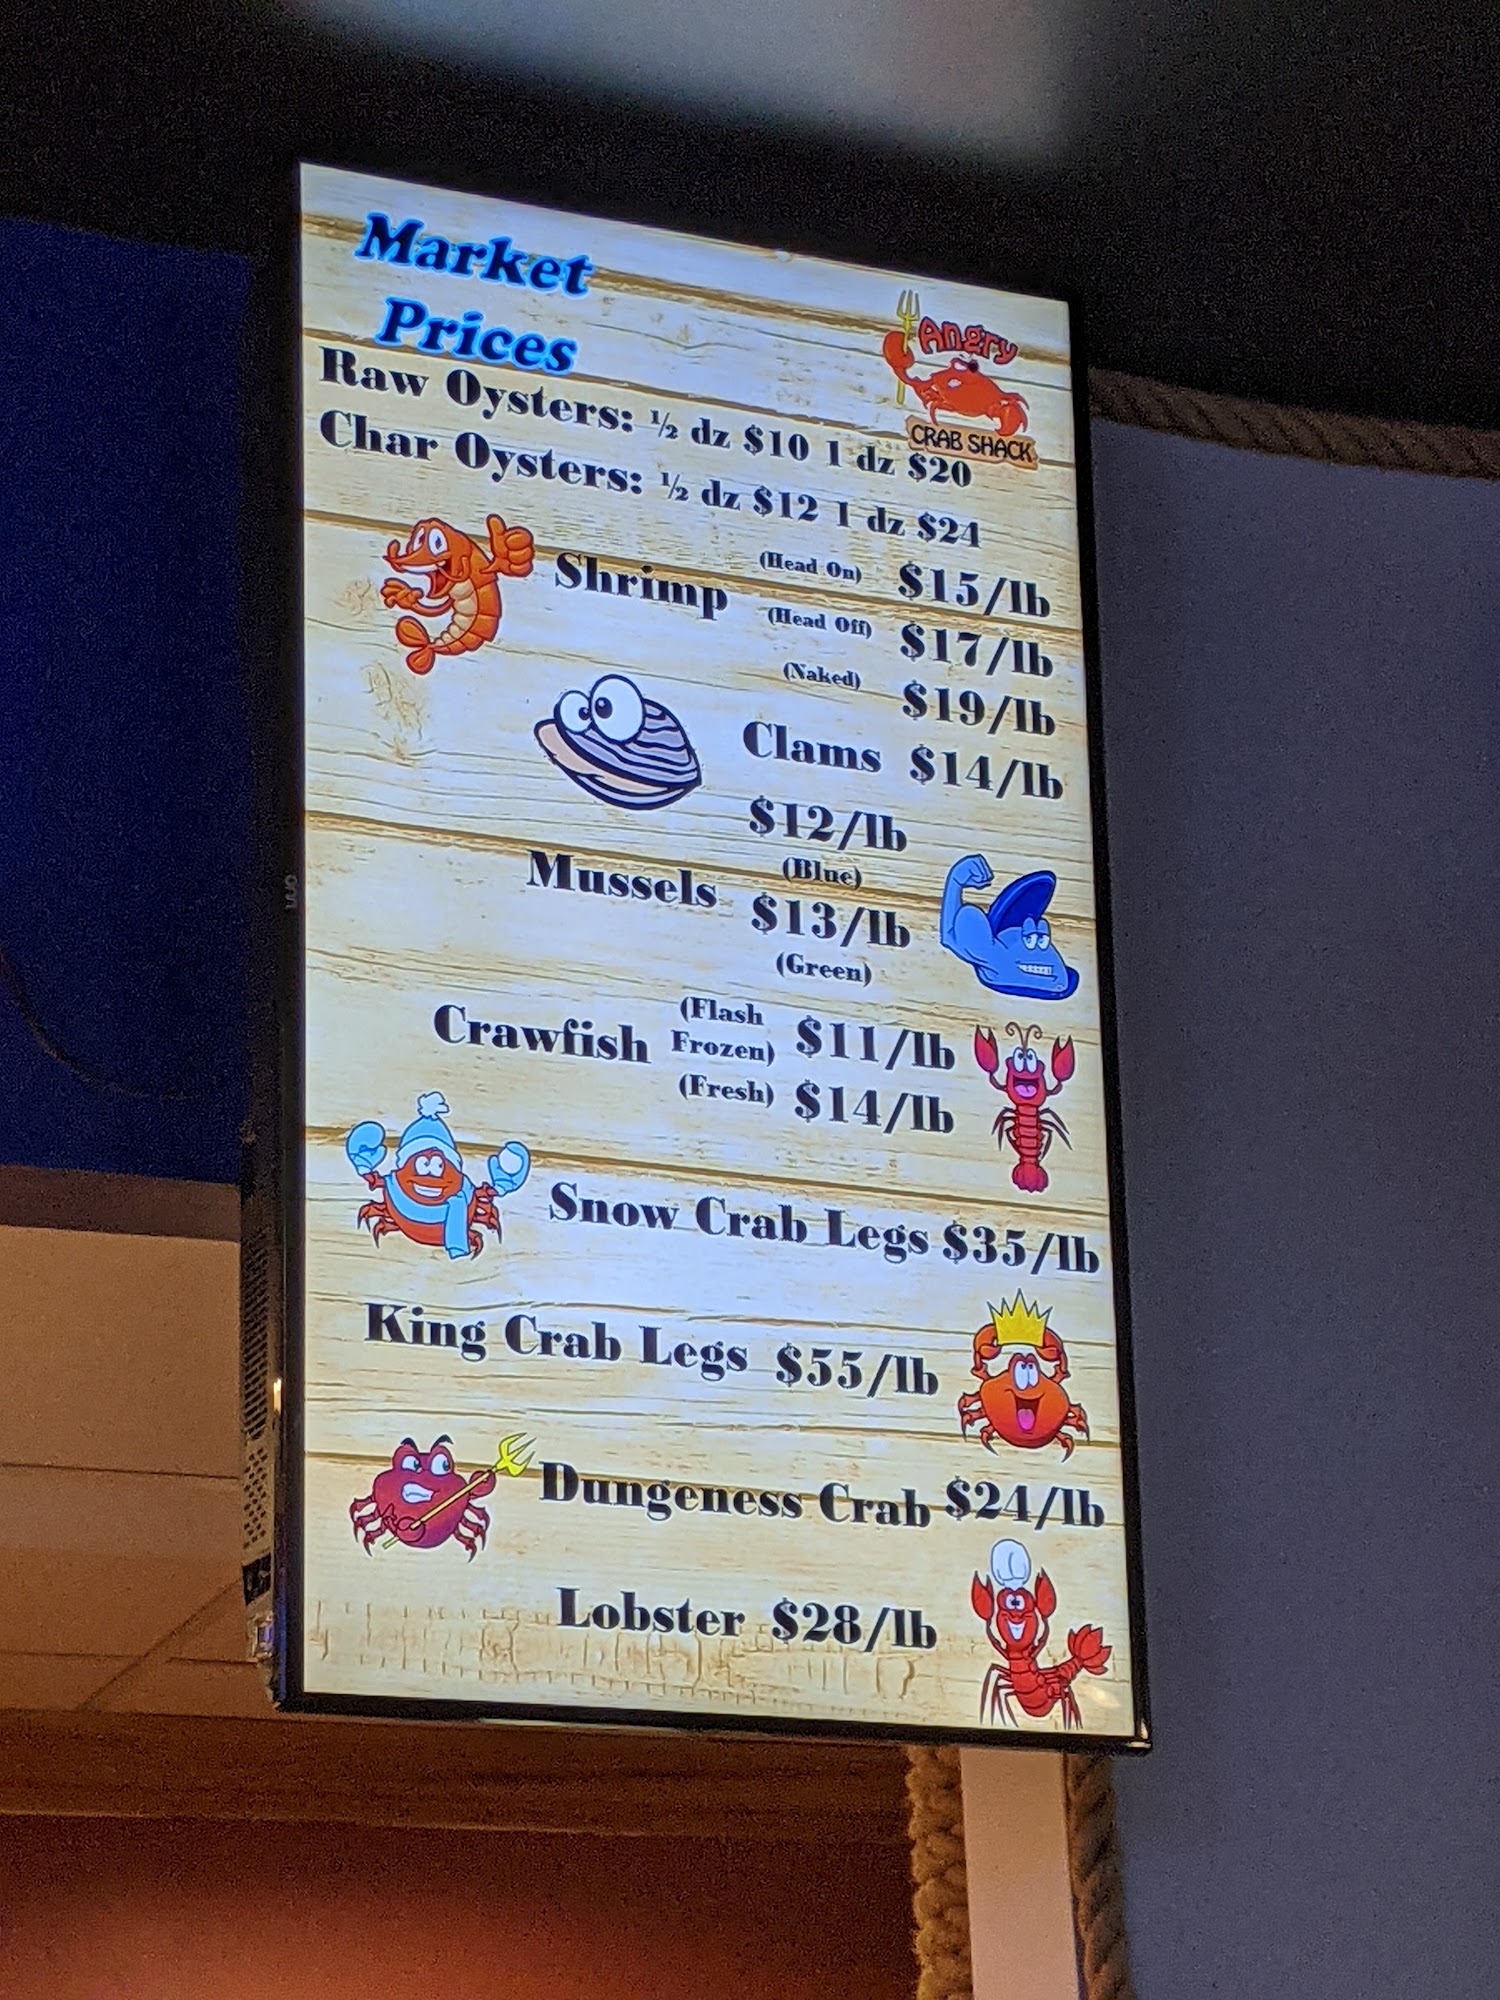 Market
Prices
Angry
CRAB SHACK
Raw Oysters: ½ dz $10 1 dz $20
Char Oysters: ½ dz $12 1 dz $24
Shrimp (Head On) $15/lb
(Head Off) $17/lb
(Naked) $19/lb
Clams $14/lb
$12/lb
(Blue)
Mussels $13/lb
(Green)
Crawfish (Flash Frozen) $11/lb
(Fresh) $14/lb
Snow Crab Legs $35/lb
King Crab Legs $55/lb
Dungeness Crab $24/lb
Lobster $28/lb